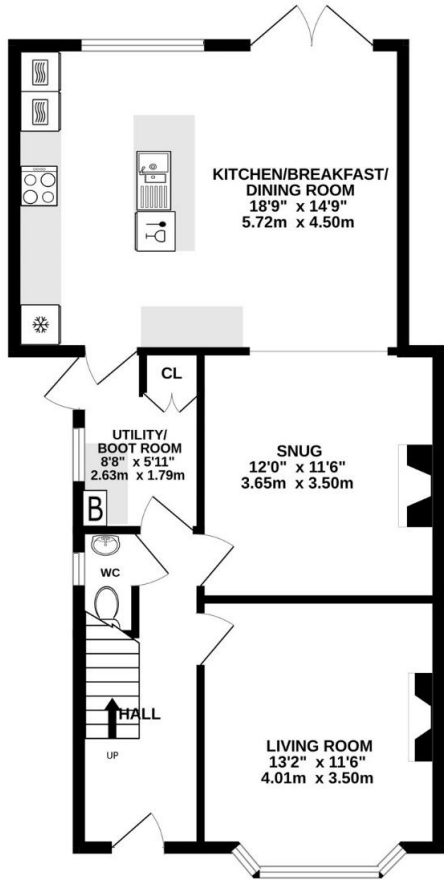 KITCHEN/BREAKFAST/
DINING ROOM
18'9" x 14'9"
5.72m x 4.50m
CL
UTILITY/
BOOT ROOM
8'8" x 5'11"
2.63m x 1.79m
SNUG
12'0" x 11'6"
3.65m x 3.50m
B
WC
HALL
UP
LIVING ROOM
13'2" x 11'6"
4.01m x 3.50m